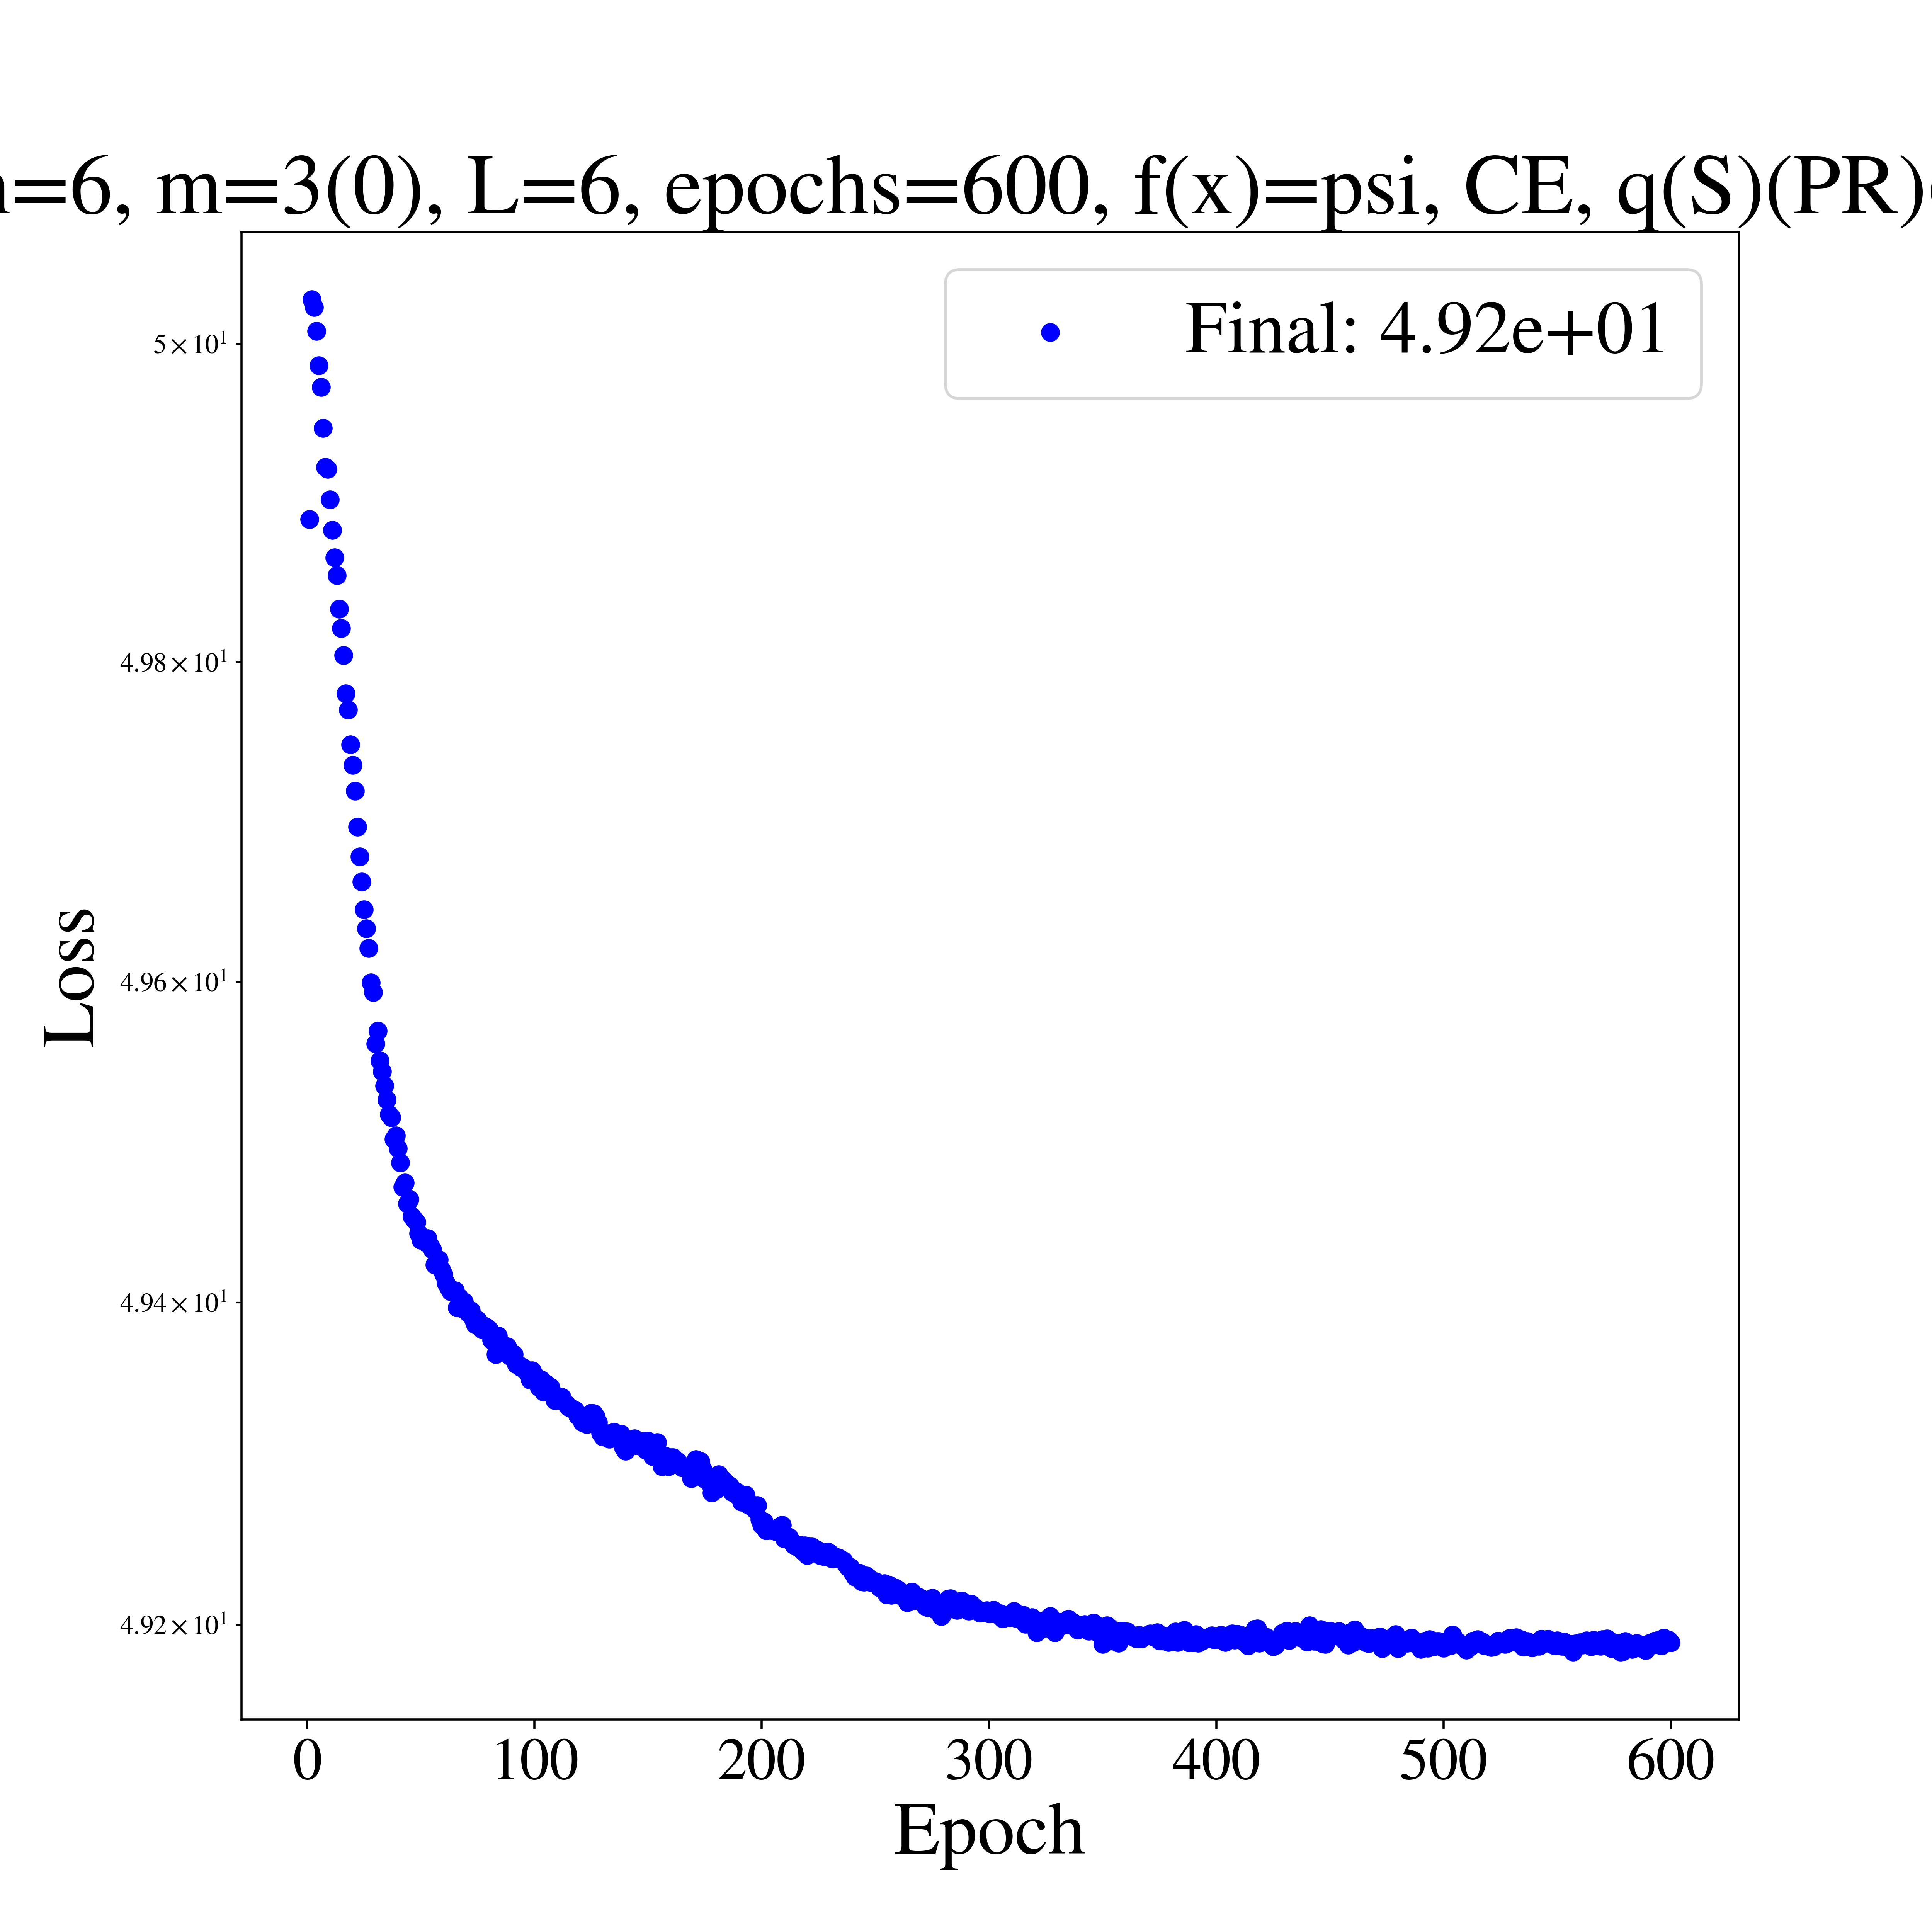 =6, m=3(0), L=6, epochs=600, f(x)=psi, CE, q(S)(PR)
Final: 4.92e+01
5×10¹
4.98×10¹
4.96×10¹
4.94×10¹
4.92×10¹
Loss
0 100 200 300 400 500 600
Epoch